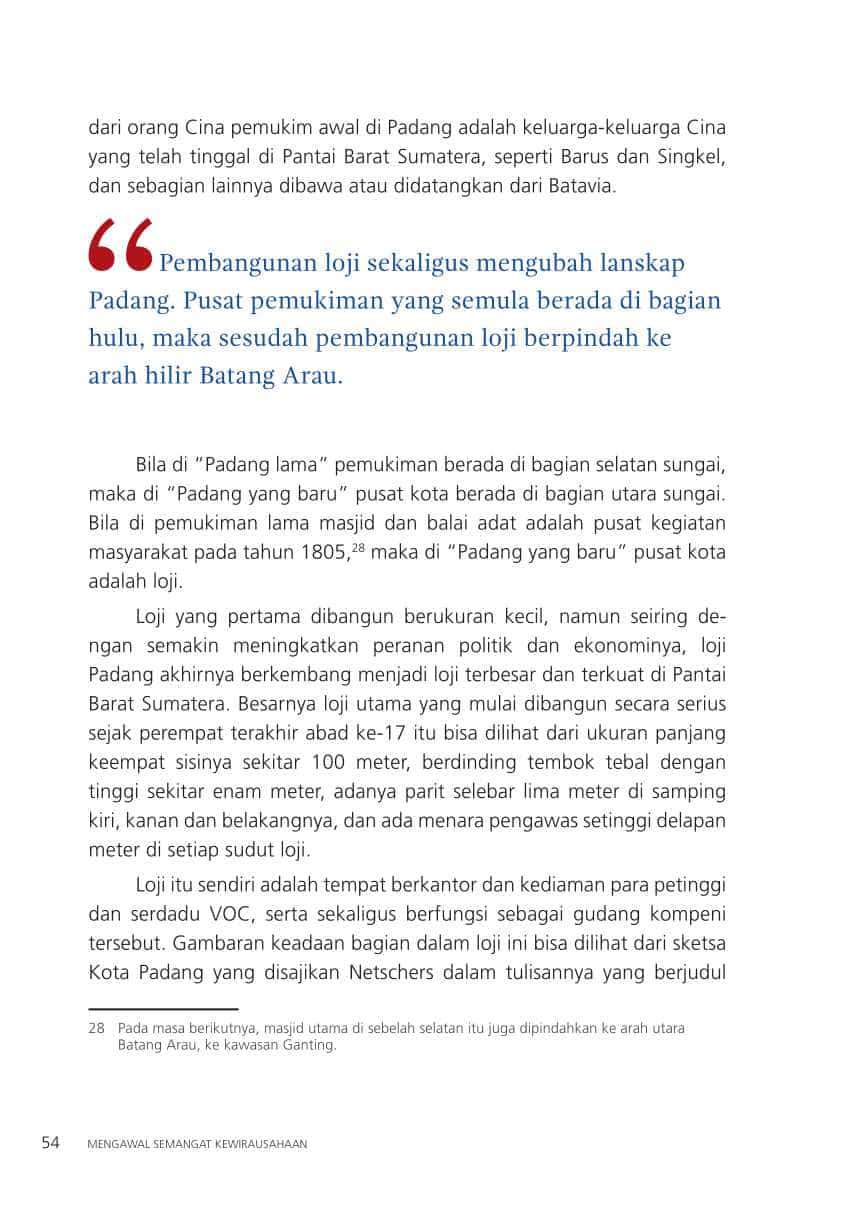 dari orang Cina pemukim awal di Padang adalah keluarga-keluarga Cina
yang telah tinggal di Pantai Barat Sumatera, seperti Barus dan Singkel,
dan sebagian lainnya dibawa atau didatangkan dari Batavia.
“Pembangunan loji sekaligus mengubah lanskap
Padang. Pusat pemukiman yang semula berada di bagian
hulu, maka sesudah pembangunan loji berpindah ke
arah hilir Batang Arau.
Bila di “Padang lama” pemukiman berada di bagian selatan sungai,
maka di “Padang yang baru” pusat kota berada di bagian utara sungai.
Bila di pemukiman lama masjid dan balai adat adalah pusat kegiatan
masyarakat pada tahun 1805,28 maka di “Padang yang baru” pusat kota
adalah loji.
Loji yang pertama dibangun berukuran kecil, namun seiring de-
ngan semakin meningkatkan peranan politik dan ekonominya, loji
Padang akhirnya berkembang menjadi loji terbesar dan terkuat di Pantai
Barat Sumatera. Besarnya loji utama yang mulai dibangun secara serius
sejak perempat terakhir abad ke-17 itu bisa dilihat dari ukuran panjang
keempat sisinya sekitar 100 meter, berdinding tembok tebal dengan
tinggi sekitar enam meter, adanya parit selebar lima meter di samping
kiri, kanan dan belakangnya, dan ada menara pengawas setinggi delapan
meter di setiap sudut loji.
Loji itu sendiri adalah tempat berkantor dan kediaman para petinggi
dan serdadu VOC, serta sekaligus berfungsi sebagai gudang kompeni
tersebut. Gambaran keadaan bagian dalam loji ini bisa dilihat dari sketsa
Kota Padang yang disajikan Netschers dalam tulisannya yang berjudul
28 Pada masa berikutnya, masjid utama di sebelah selatan itu juga dipindahkan ke arah utara
Batang Arau, ke kawasan Ganting.
54 MENGAWAL SEMANGAT KEWIRAUSAHAAN